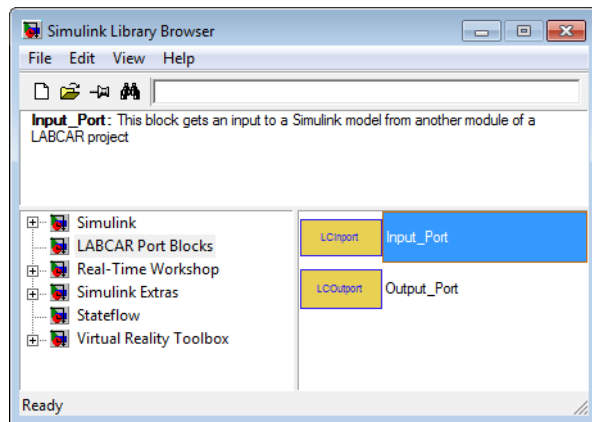 Simulink Library Browser
File Edit View Help
Input_Port: This block gets an input to a Simulink model from another module of a
LABCAR project
Simulink
LABCAR Port Blocks
Real-Time Workshop
Simulink Extras
Stateflow
Virtual Reality Toolbox
LCInport Input_Port
LCOutport Output_Port
Ready